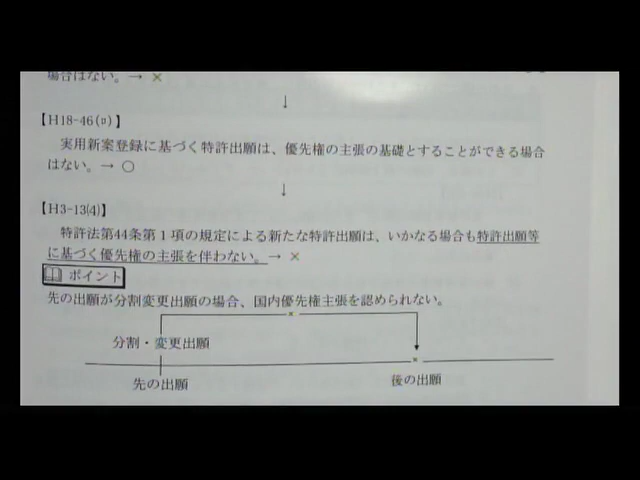 場合はない。→ ×
↓
【H18-46(ﾛ)】
実用新案登録に基づく特許出願は、優先権の主張の基礎とすることができる場合
はない。→ ○
↓
【H3-13(4)】
特許法第44条第1項の規定による新たな特許出願は、いかなる場合も特許出願等
に基づく優先権の主張を伴わない。→ ×
ポイント
先の出願が分割変更出願の場合、国内優先権主張を認められない。
×
分割・変更出願
×
先の出願 後の出願